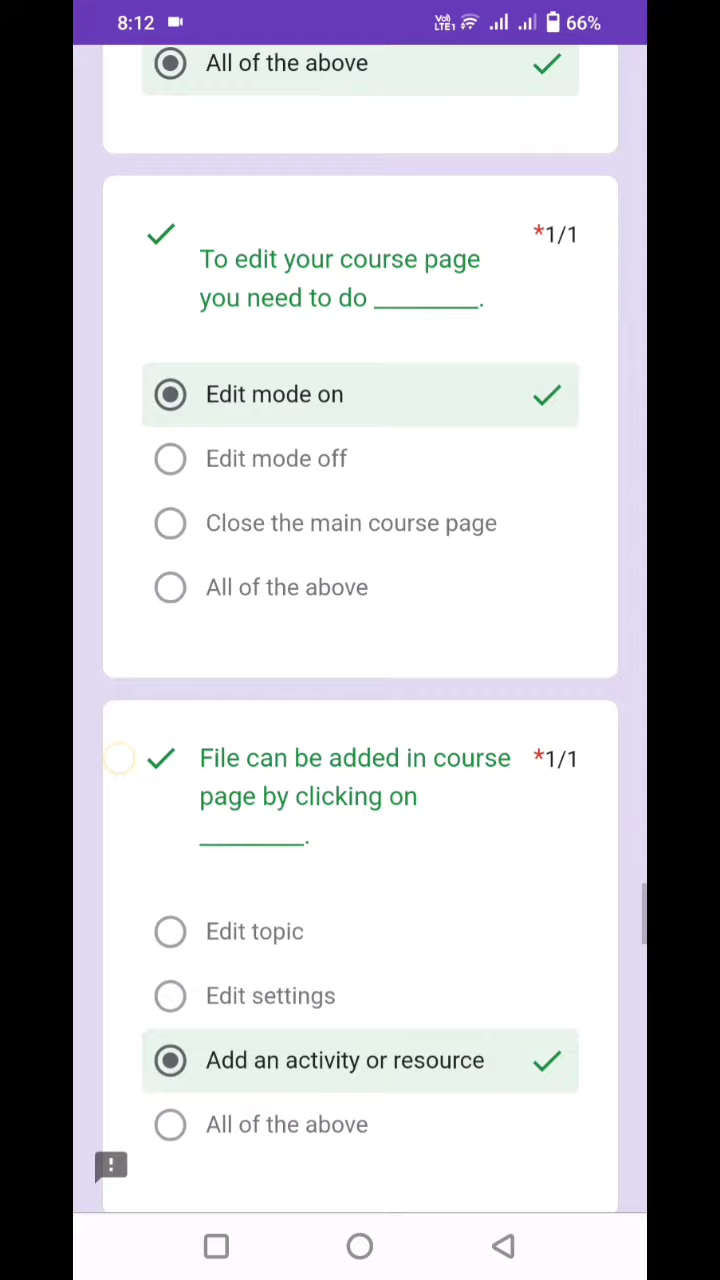 8:12 Vo) LTE1 66%
All of the above
*1/1
To edit your course page
you need to do _________.
Edit mode on
Edit mode off
Close the main course page
All of the above
File can be added in course *1/1
page by clicking on
_________.
Edit topic
Edit settings
Add an activity or resource
All of the above